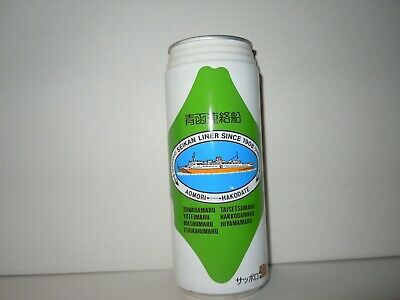 青函連絡船
SEIKAN LINER SINCE 1908
AOMORI HAKODATE
TOWADAMARU TAISETSUMARU
YOTEIMARU HAKKODAMARU
MASHUMARU HIYAMAMARU
ISHIKARIMARU
サッポロ